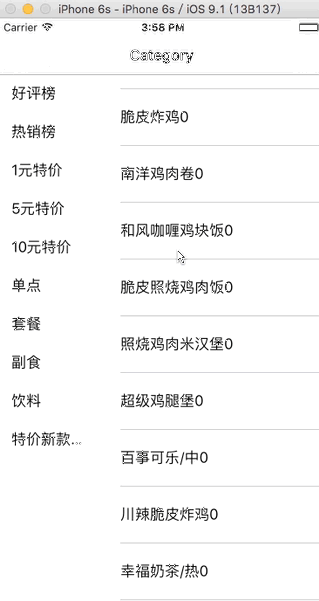 iPhone 6s - iPhone 6s / iOS 9.1 (13B137)
Carrier 3:58 PM
Category
好评榜
热销榜
1元特价
5元特价
10元特价
单点
套餐
副食
饮料
特价新款...
脆皮炸鸡0
南洋鸡肉卷0
和风咖喱鸡块饭0
脆皮照烧鸡肉饭0
照烧鸡肉米汉堡0
超级鸡腿堡0
百事可乐/中0
川辣脆皮炸鸡0
幸福奶茶/热0